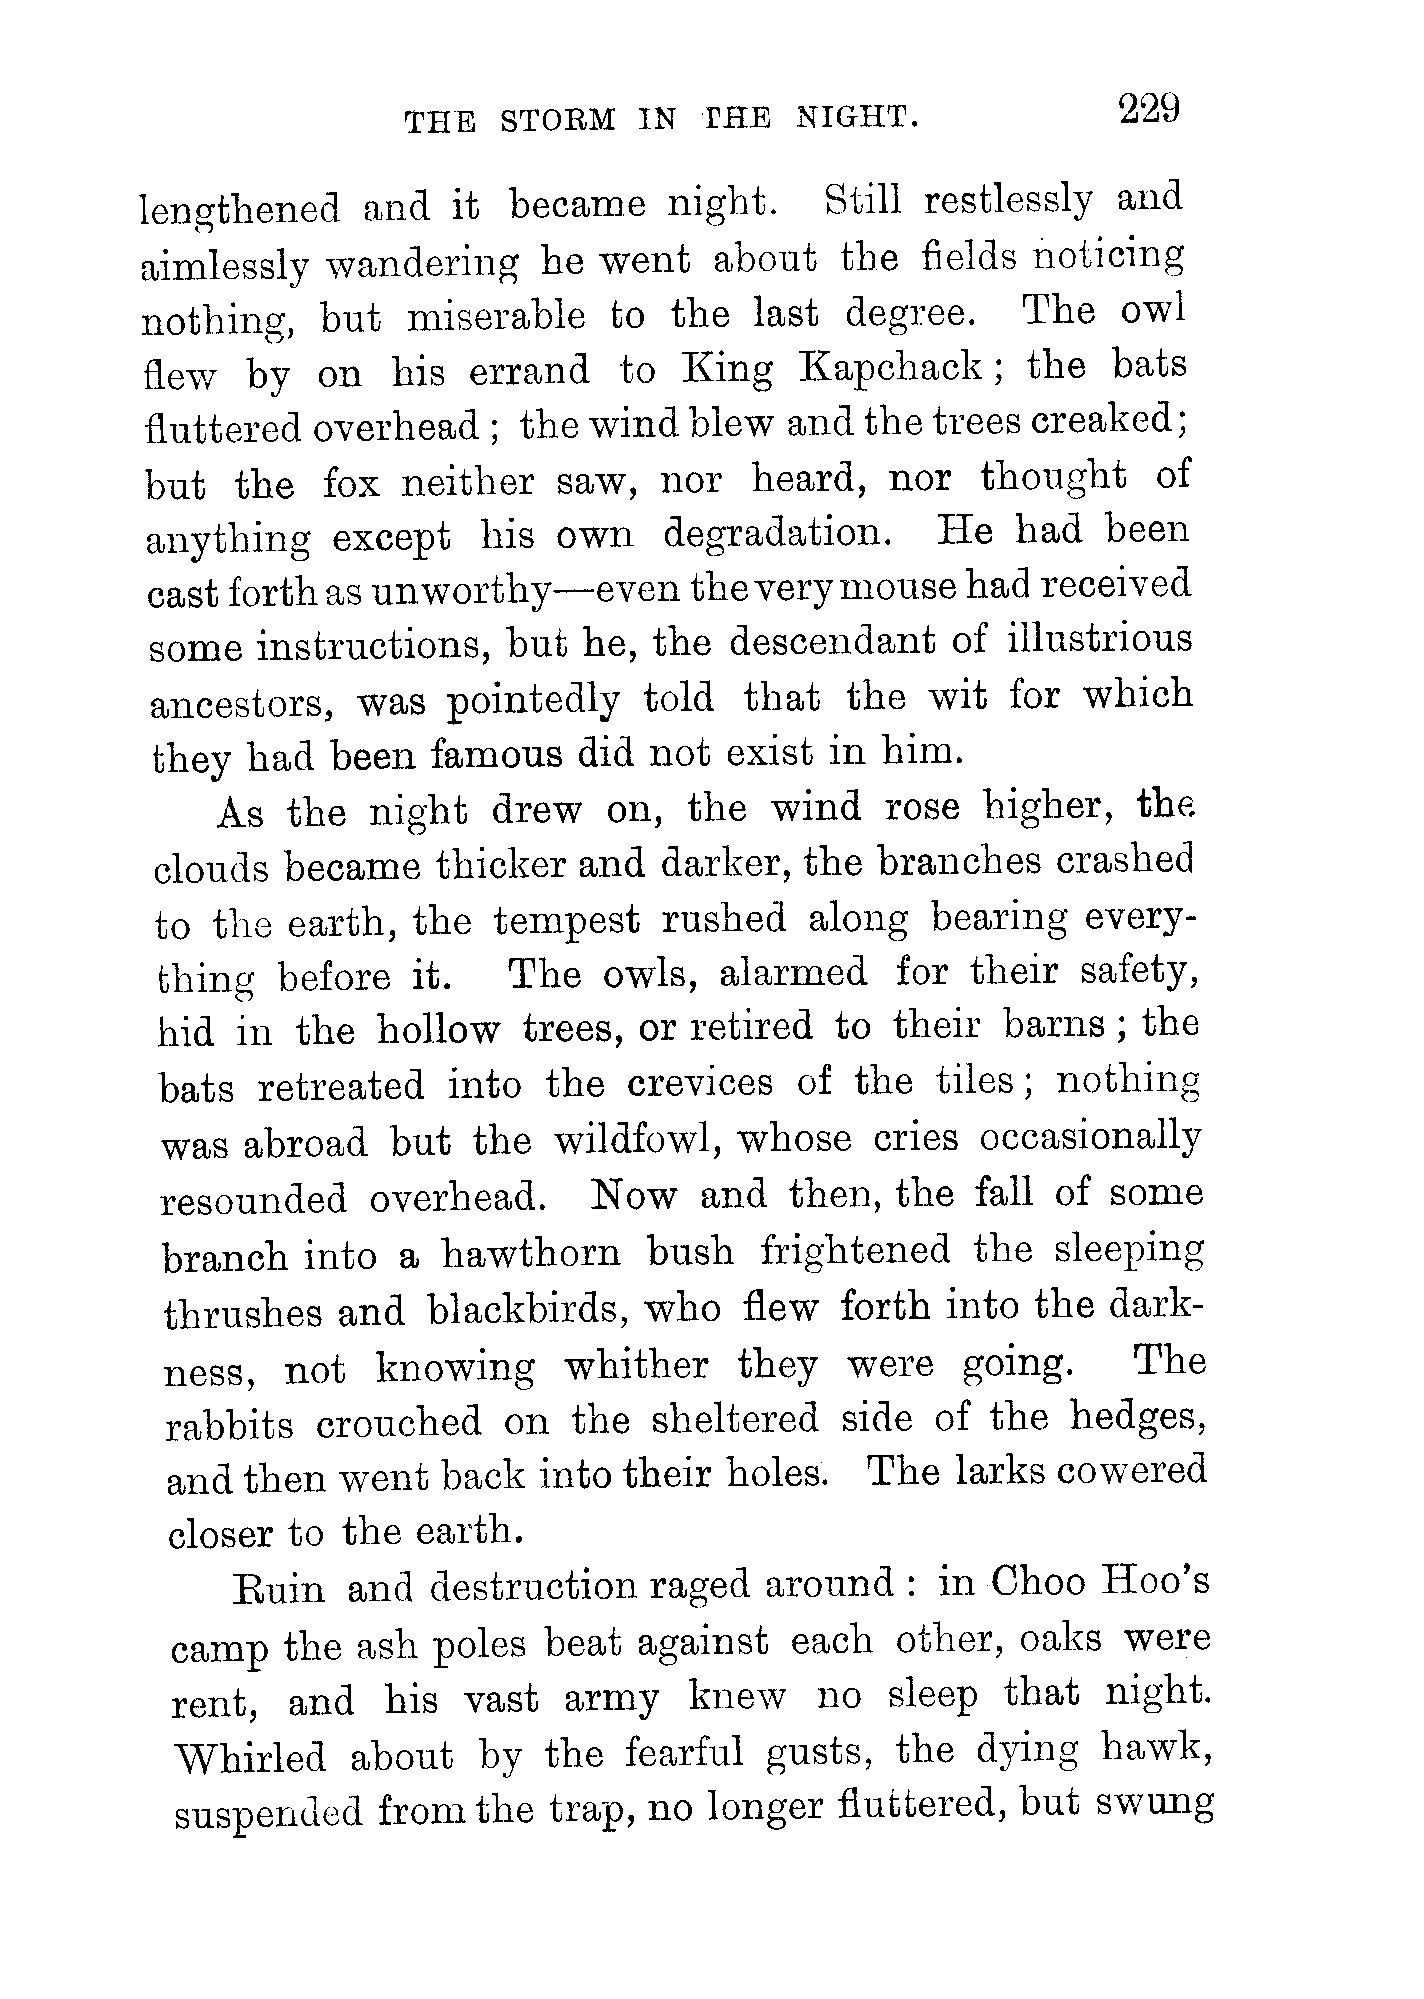 THE STORM IN THE NIGHT. 229
lengthened and it became night. Still restlessly and
aimlessly wandering he went about the fields noticing
nothing, but miserable to the last degree. The owl
flew by on his errand to King Kapchack; the bats
fluttered overhead; the wind blew and the trees creaked;
but the fox neither saw, nor heard, nor thought of
anything except his own degradation. He had been
cast forth as unworthy—even the very mouse had received
some instructions, but he, the descendant of illustrious
ancestors, was pointedly told that the wit for which
they had been famous did not exist in him.
As the night drew on, the wind rose higher, the
clouds became thicker and darker, the branches crashed
to the earth, the tempest rushed along bearing every-
thing before it. The owls, alarmed for their safety,
hid in the hollow trees, or retired to their barns; the
bats retreated into the crevices of the tiles; nothing
was abroad but the wildfowl, whose cries occasionally
resounded overhead. Now and then, the fall of some
branch into a hawthorn bush frightened the sleeping
thrushes and blackbirds, who flew forth into the dark-
ness, not knowing whither they were going. The
rabbits crouched on the sheltered side of the hedges,
and then went back into their holes. The larks cowered
closer to the earth.
Ruin and destruction raged around: in Choo Hoo's
camp the ash poles beat against each other, oaks were
rent, and his vast army knew no sleep that night.
Whirled about by the fearful gusts, the dying hawk,
suspended from the trap, no longer fluttered, but swung